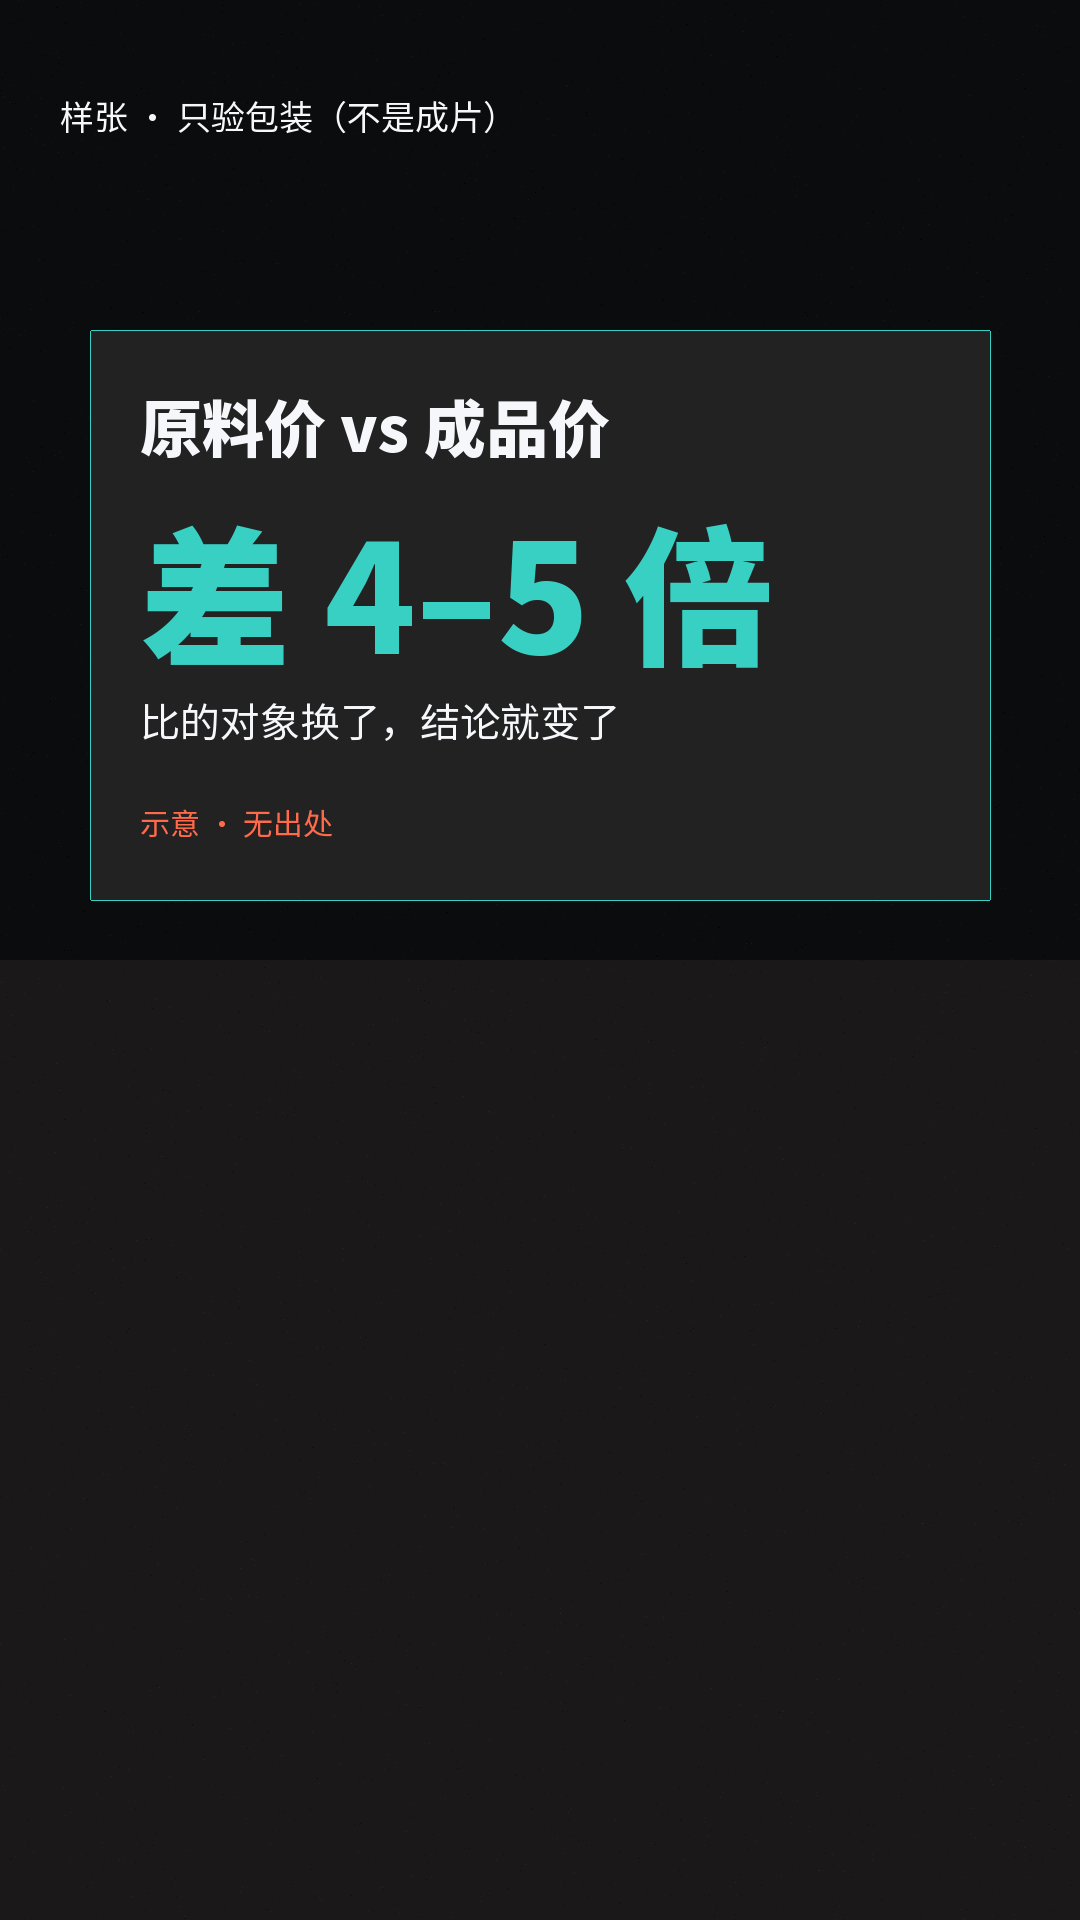 样张 · 只验包装（不是成片）
原料价 vs 成品价
差 4–5 倍
比的对象换了，结论就变了
示意 · 无出处